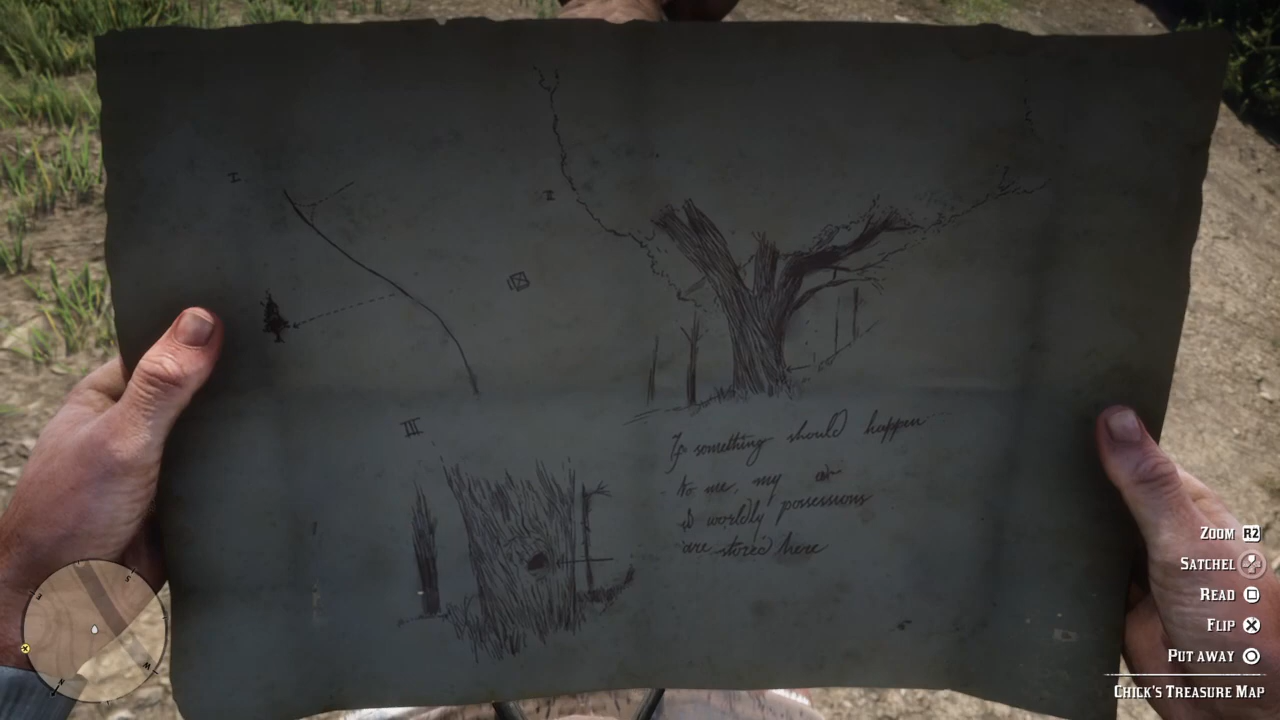 I
II
III
If something should happen
to me, my
worldly possessions
are stored here
ZOOM R2
SATCHEL
READ
FLIP
PUT AWAY
CHICK'S TREASURE MAP